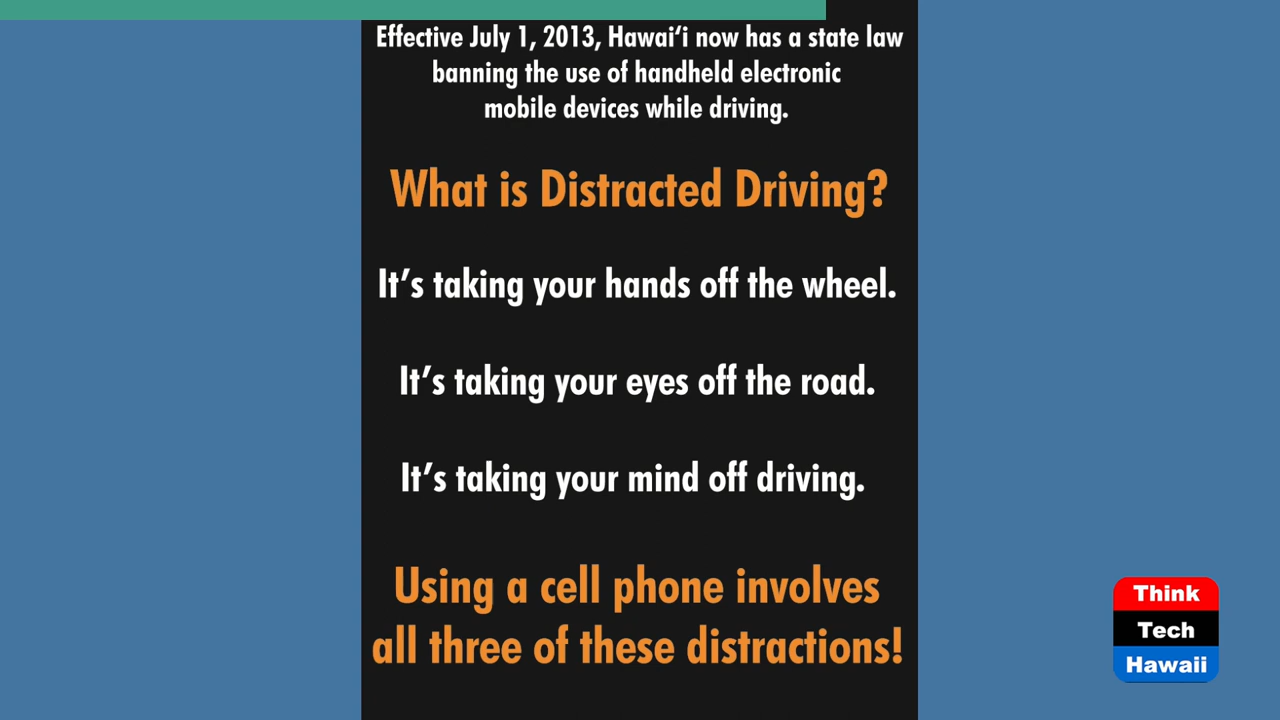 Effective July 1, 2013, Hawai‘i now has a state law
banning the use of handheld electronic
mobile devices while driving.
What is Distracted Driving?
It’s taking your hands off the wheel.
It’s taking your eyes off the road.
It’s taking your mind off driving.
Using a cell phone involves
all three of these distractions!
Think
Tech
Hawaii